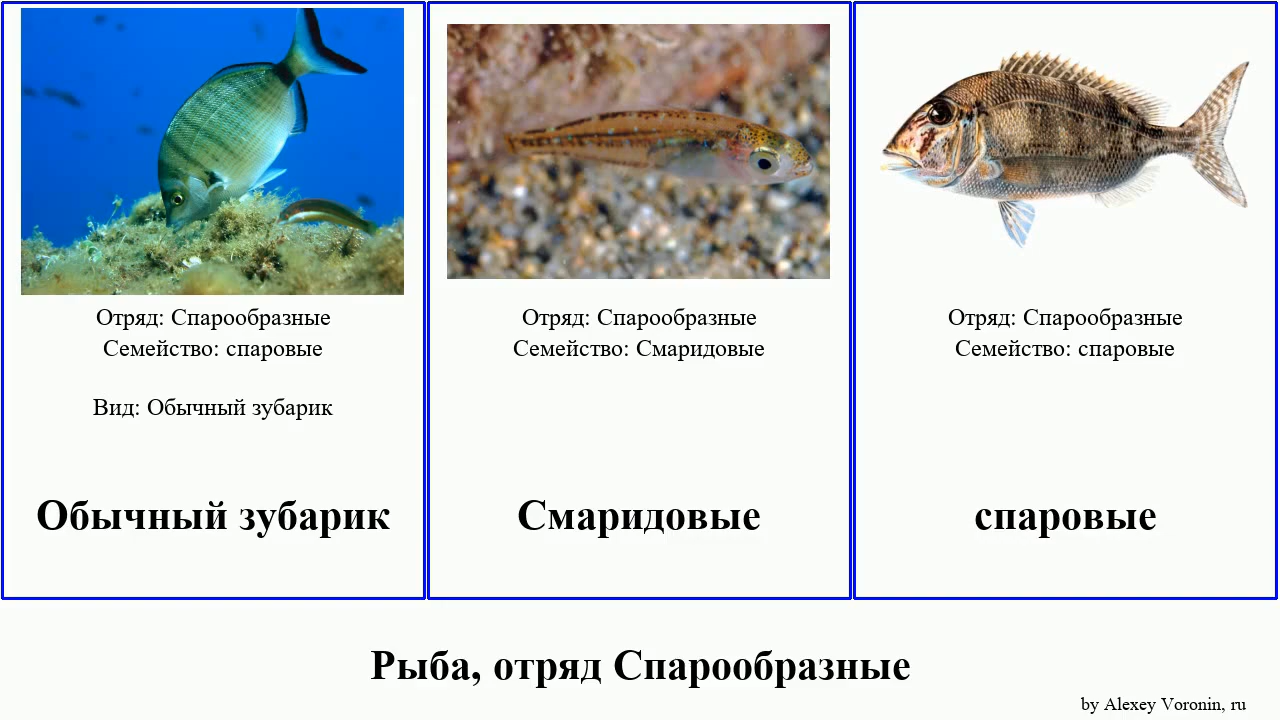 Отряд: Спарообразные
Семейство: спаровые
Вид: Обычный зубарик
Обычный зубарик
Отряд: Спарообразные
Семейство: Смаридовые
Смаридовые
Отряд: Спарообразные
Семейство: спаровые
спаровые
Рыба, отряд Спарообразные
by Alexey Voronin, ru